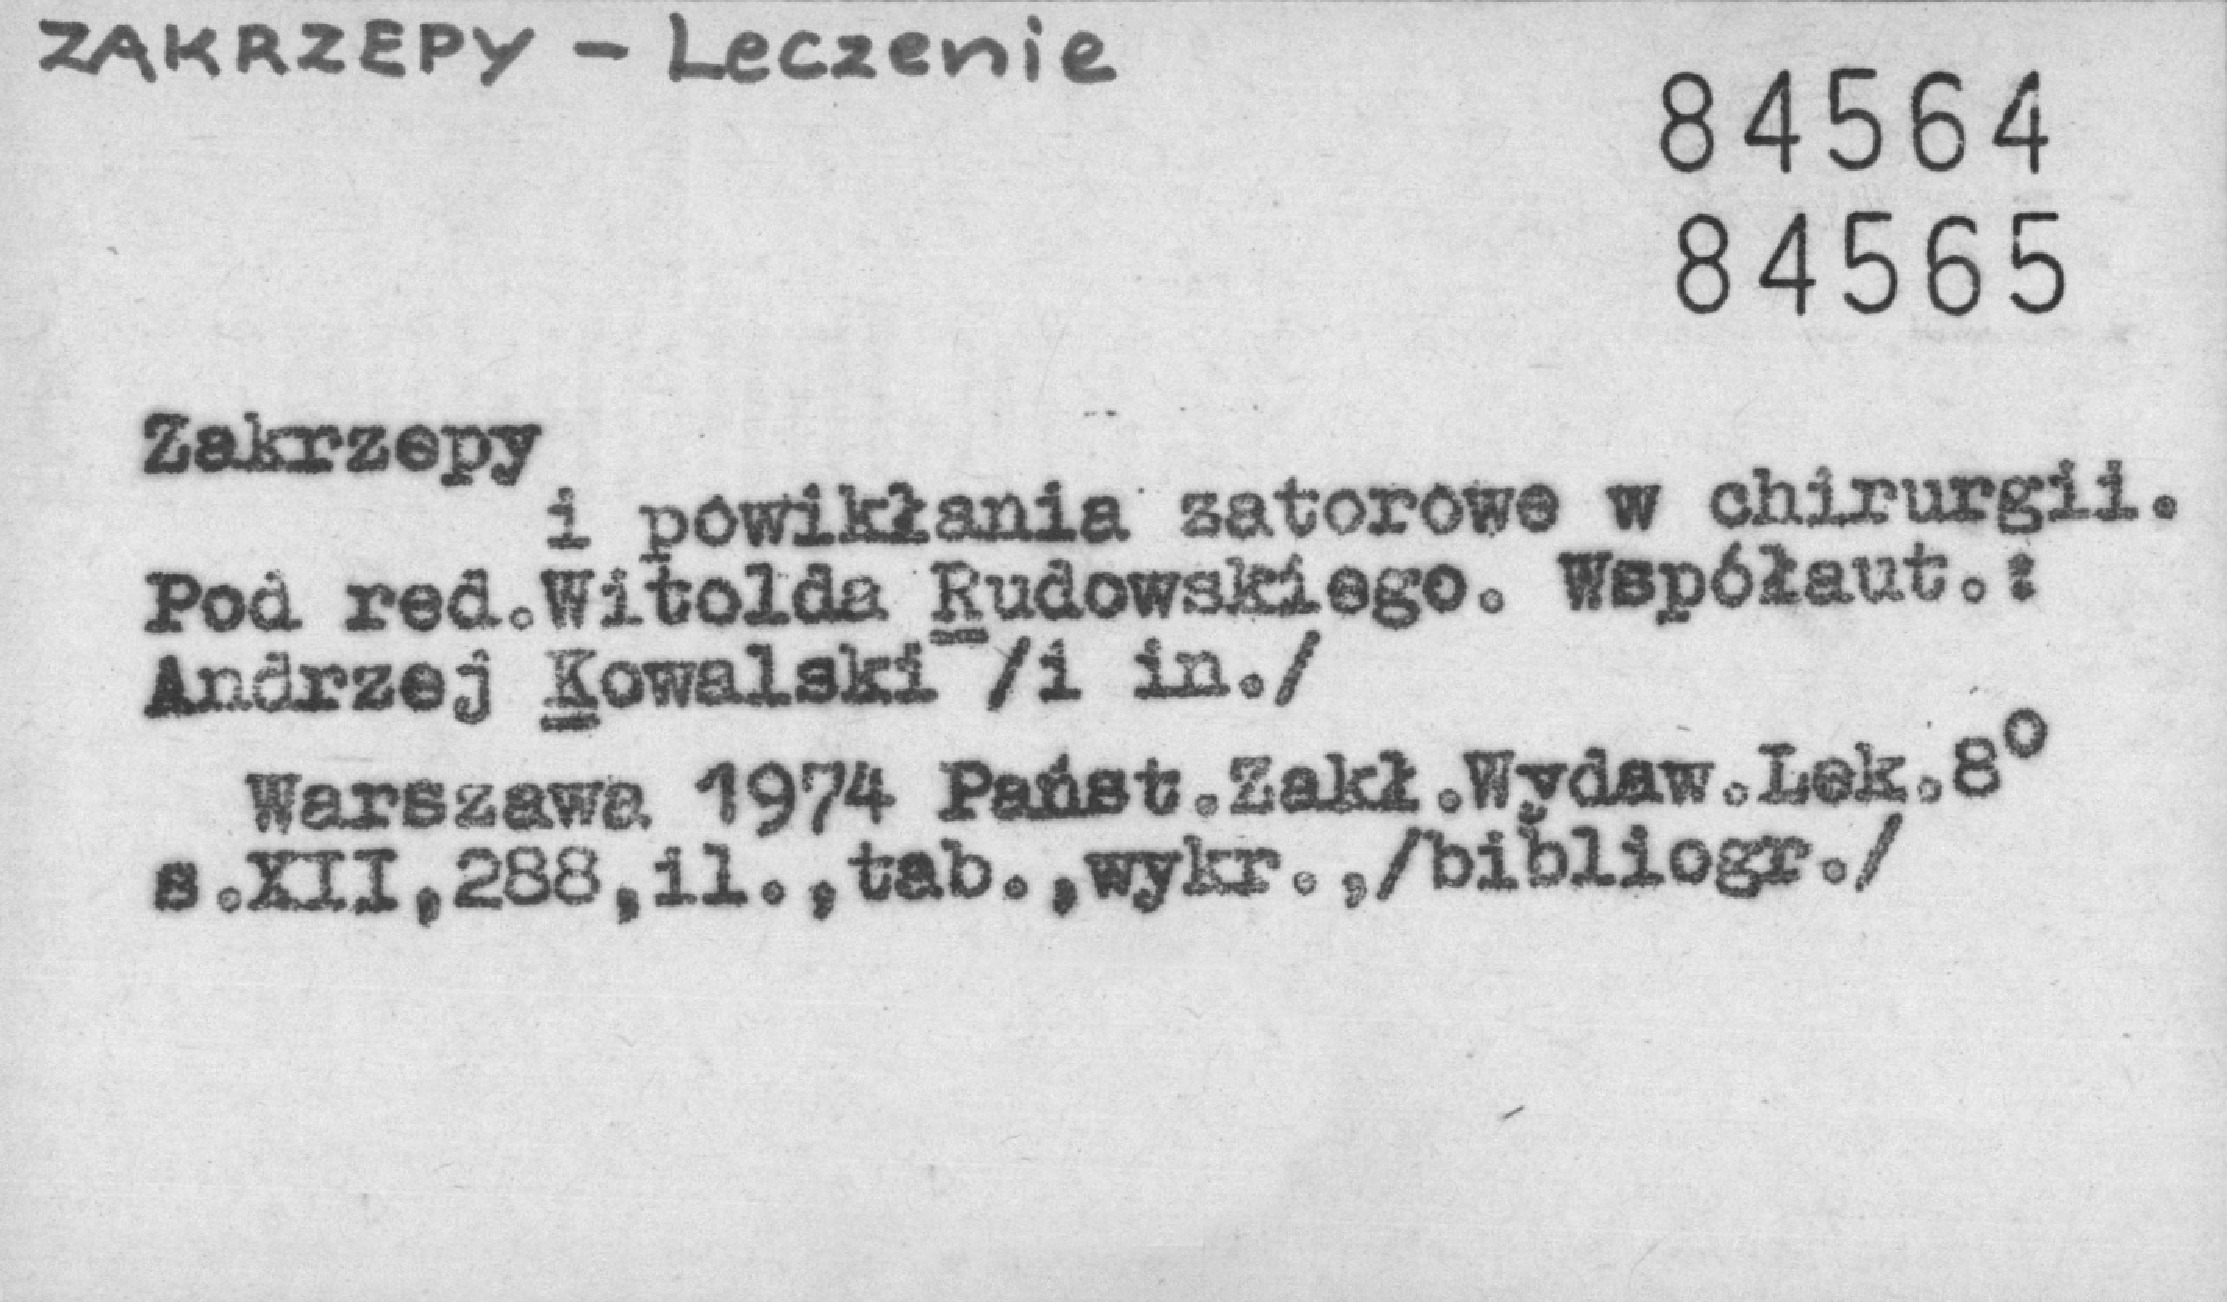 ZAKRZEPY - Leczenie
84564
84565
Zakrzepy
i powikłania zatorowe w chirurgii.
Pod red.Witolda Rudowskiego. Współaut.:
Andrzej Kowalski /i in./
Warszawa 1974 Państ.Zakł.Wydaw.Lek.8º
s.XII,288,il.,tab.,wykr.,/bibliogr./